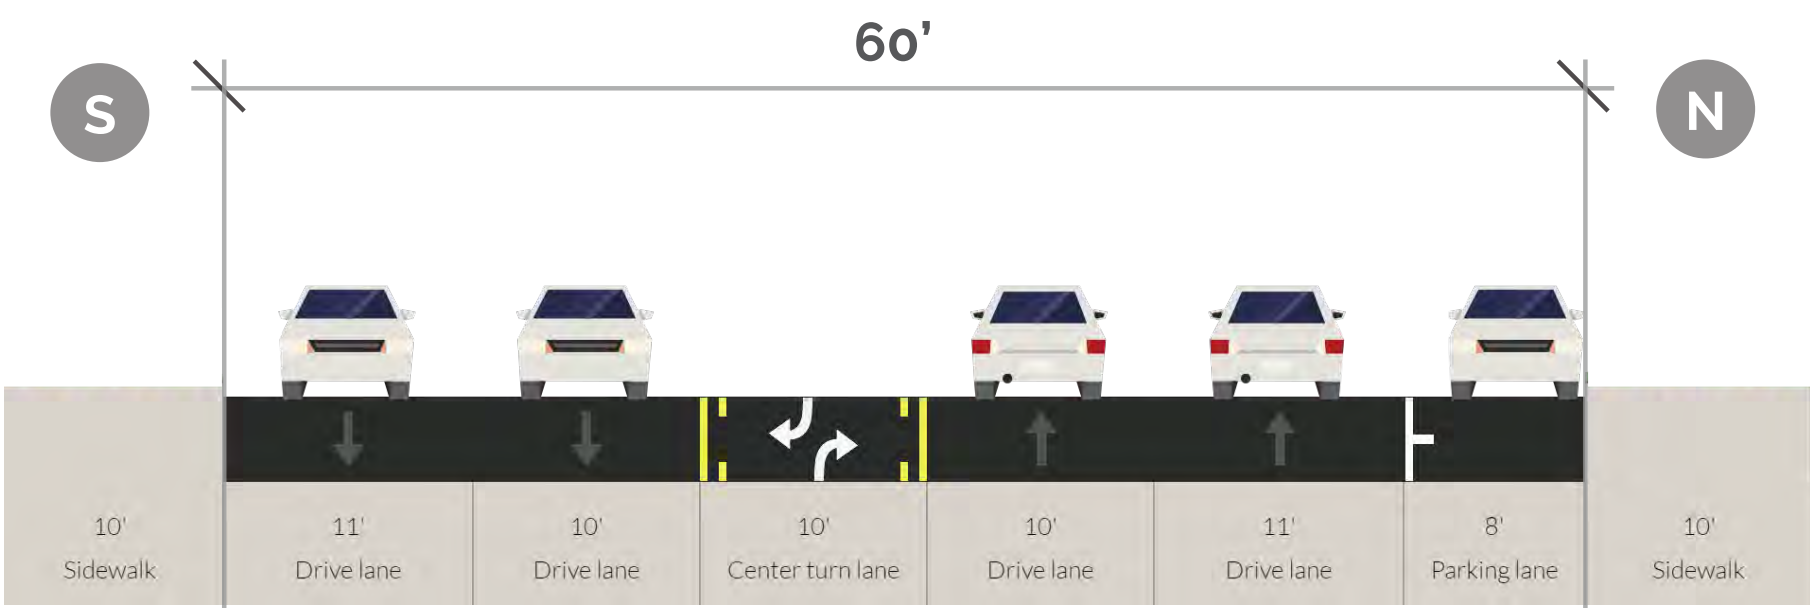 60’
S
N
10'
Sidewalk
11'
Drive lane
10'
Drive lane
10'
Center turn lane
10'
Drive lane
11'
Drive lane
8'
Parking lane
10'
Sidewalk